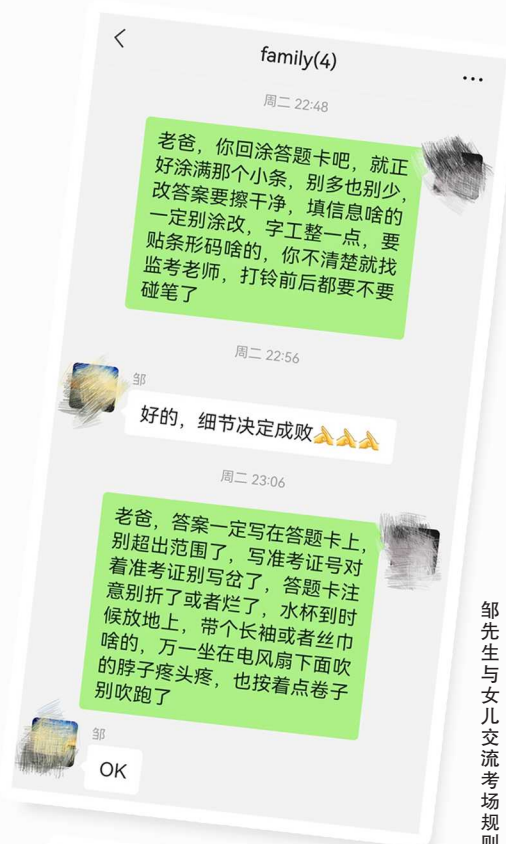 family(4)
周二 22:48
老爸，你回涂答题卡吧，就正
好涂满那个小条，别多也别少，
改答案要擦干净，填信息啥的
一定别涂改，字工整一点，要
贴条形码啥的，你不清楚就找
监考老师，打铃前后都要不要
碰笔了
周二 22:56
邹
好的，细节决定成败🙏🙏🙏
周二 23:06
老爸，答案一定写在答题卡上，
别超出范围了，写准考证号对
着准考证别写岔了，答题卡注
意别折了或者烂了，水杯到时
候放地上，带个长袖或者丝巾
啥的，万一坐在电风扇下面吹
的脖子疼头疼，也按着点卷子
别吹跑了
邹
OK
邹先生与女儿交流考场规则